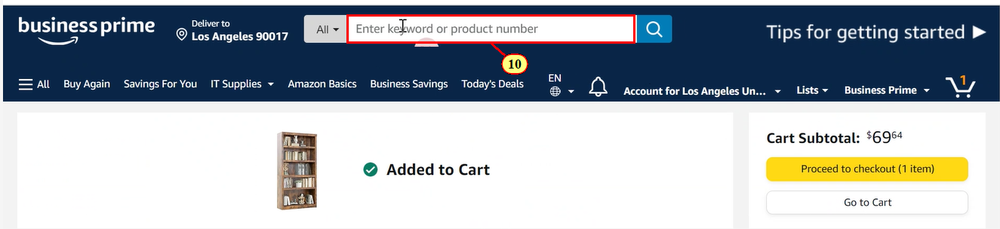 business prime
Deliver to
Los Angeles 90017
All
Enter keyword or product number
Tips for getting started
10
All
Buy Again
Savings For You
IT Supplies
Amazon Basics
Business Savings
Today's Deals
EN
Account for Los Angeles Un...
Lists
Business Prime
1
Added to Cart
Cart Subtotal: $6964
Proceed to checkout (1 item)
Go to Cart